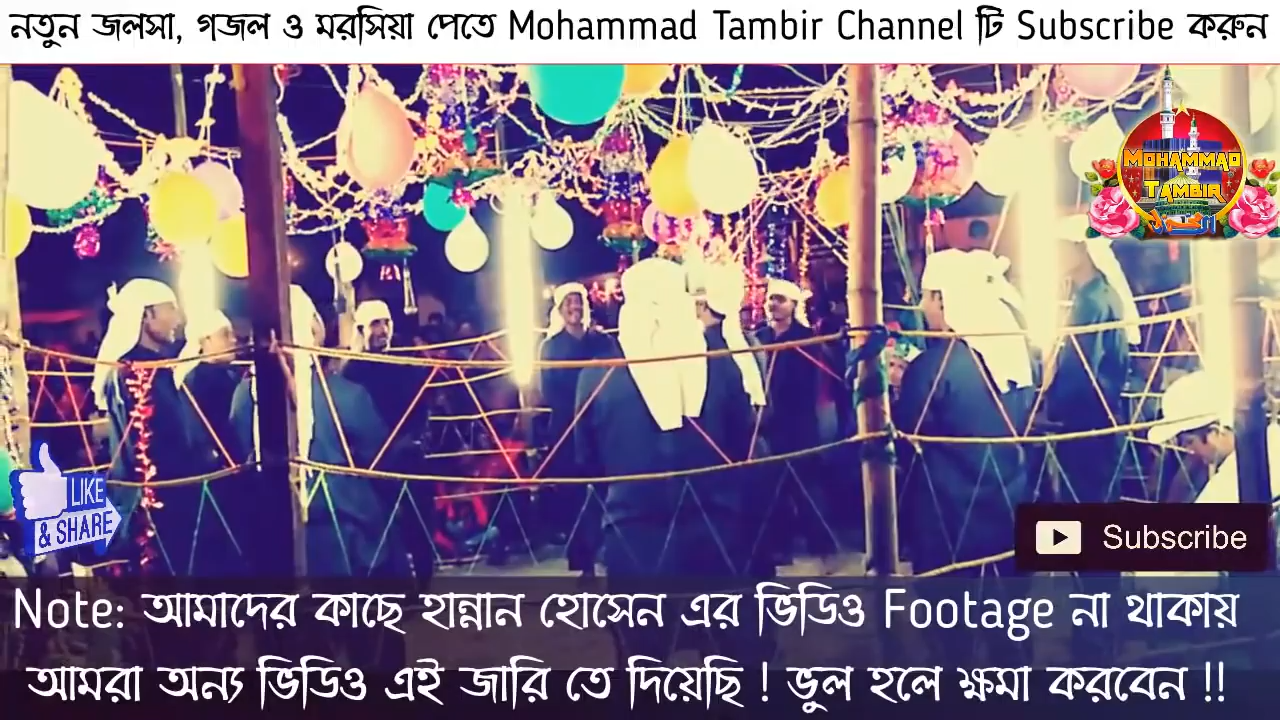 নতুন জলসা, গজল ও মরসিয়া পেতে Mohammad Tambir Channel টি Subscribe করুন
MOHAMMAD
TAMBIR
LIKE
& SHARE
Subscribe
Note: আমাদের কাছে হান্নান হোসেন এর ভিডিও Footage না থাকায়
আমরা অন্য ভিডিও এই জারি তে দিয়েছি ! ভুল হলে ক্ষমা করবেন !!